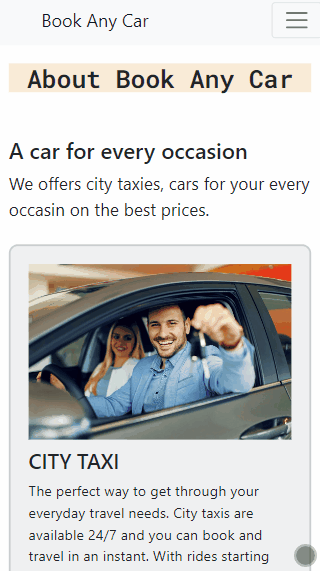 Book Any Car
About Book Any Car
A car for every occasion
We offers city taxies, cars for your every
occasin on the best prices.
CITY TAXI
The perfect way to get through your
everyday travel needs. City taxis are
available 24/7 and you can book and
travel in an instant. With rides starting